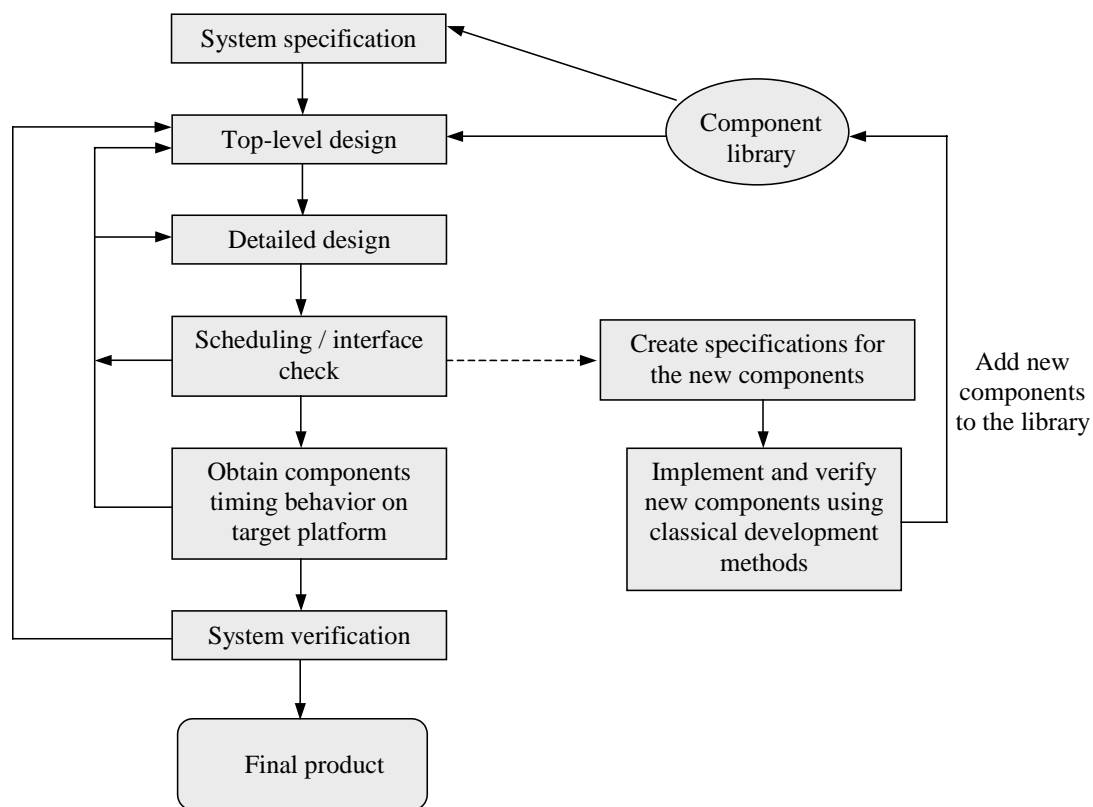 System specification
Component
library
Top-level design
Detailed design
Scheduling / interface
check
Create specifications for
the new components
Add new
components
to the library
Obtain components
timing behavior on
target platform
Implement and verify
new components using
classical development
methods
System verification
Final product